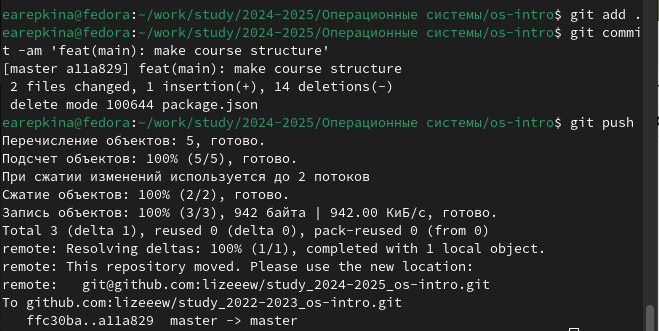 earepkina@fedora:~/work/study/2024-2025/Операционные системы/os-intro$ git add .
earepkina@fedora:~/work/study/2024-2025/Операционные системы/os-intro$ git commi
t -am 'feat(main): make course structure'
[master a11a829] feat(main): make course structure
 2 files changed, 1 insertion(+), 14 deletions(-)
 delete mode 100644 package.json
earepkina@fedora:~/work/study/2024-2025/Операционные системы/os-intro$ git push
Перечисление объектов: 5, готово.
Подсчет объектов: 100% (5/5), готово.
При сжатии изменений используется до 2 потоков
Сжатие объектов: 100% (2/2), готово.
Запись объектов: 100% (3/3), 942 байта | 942.00 КиБ/с, готово.
Total 3 (delta 1), reused 0 (delta 0), pack-reused 0 (from 0)
remote: Resolving deltas: 100% (1/1), completed with 1 local object.
remote: This repository moved. Please use the new location:
remote:   git@github.com:lizeeew/study_2024-2025_os-intro.git
To github.com:lizeeew/study_2022-2023_os-intro.git
   ffc30ba..a11a829  master -> master